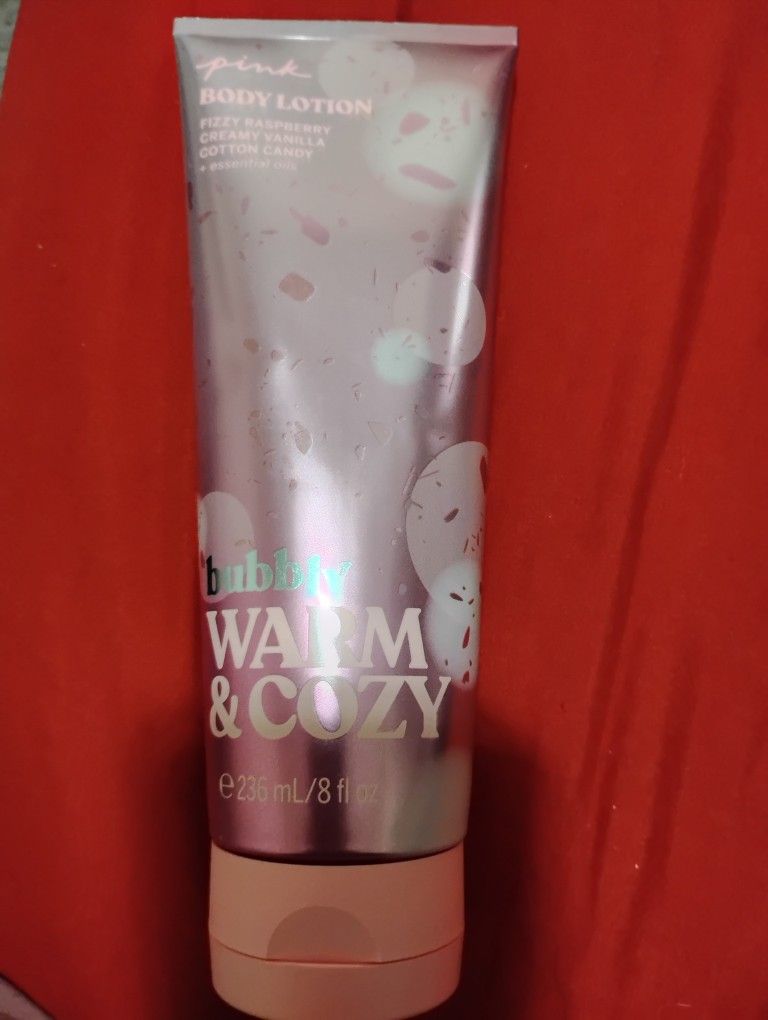 pink
BODY LOTION
FIZZY RASPBERRY
CREAMY VANILLA
COTTON CANDY
+ essential oils
bubbly
WARM
& COZY
℮ 236 mL/8 fl oz